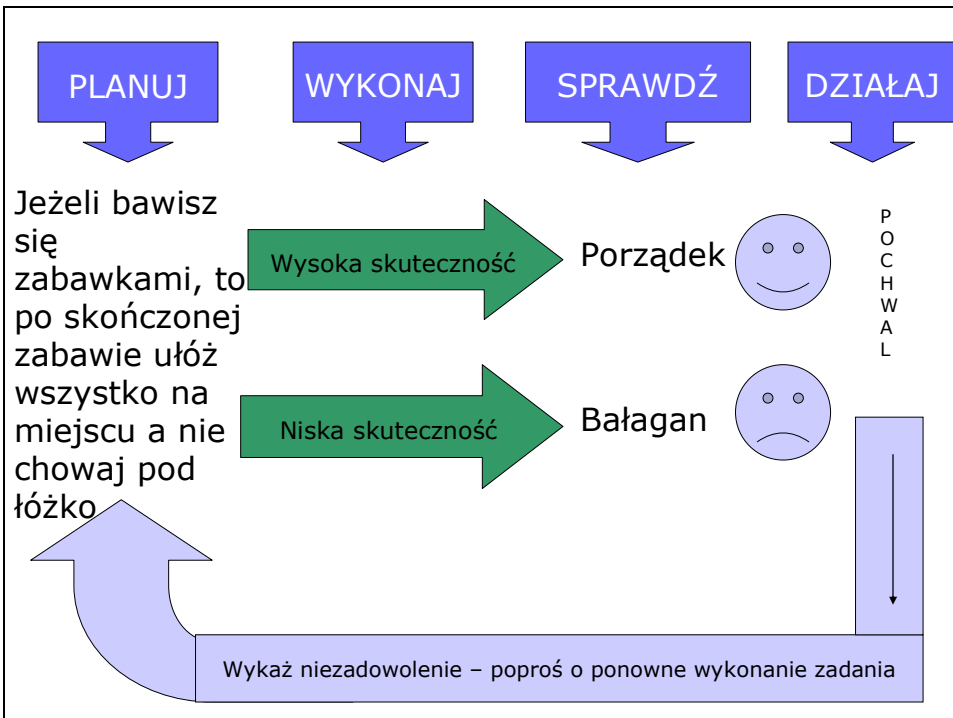 PLANUJ
WYKONAJ
SPRAWDŹ
DZIAŁAJ
Jeżeli bawisz
się
zabawkami, to
po skończonej
zabawie ułóż
wszystko na
miejscu a nie
chowaj pod
łóżko
Wysoka skuteczność
Porządek
P
O
C
H
W
A
L
Niska skuteczność
Bałagan
Wykaż niezadowolenie – poproś o ponowne wykonanie zadania